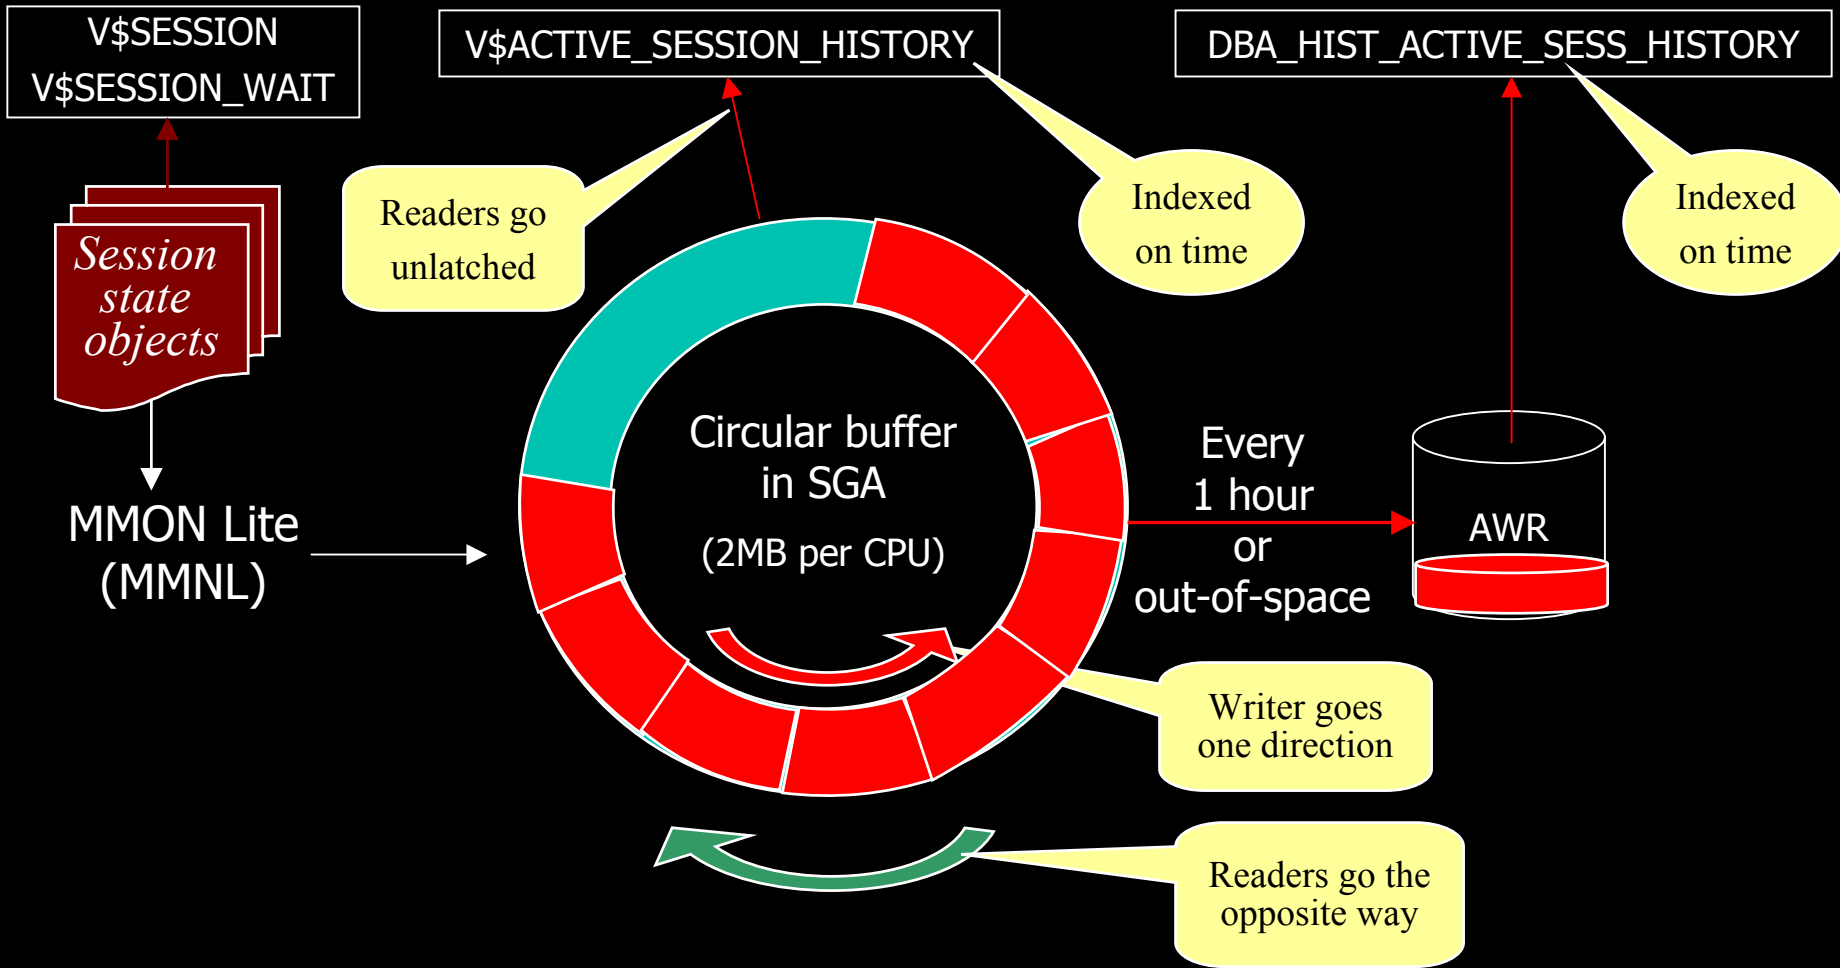 V$SESSION
V$SESSION_WAIT
V$ACTIVE_SESSION_HISTORY
DBA_HIST_ACTIVE_SESS_HISTORY
Readers go
unlatched
Indexed
on time
Indexed
on time
Session
state
objects
MMON Lite
(MMNL)
Circular buffer
in SGA
(2MB per CPU)
Every
1 hour
or
out-of-space
AWR
Writer goes
one direction
Readers go the
opposite way